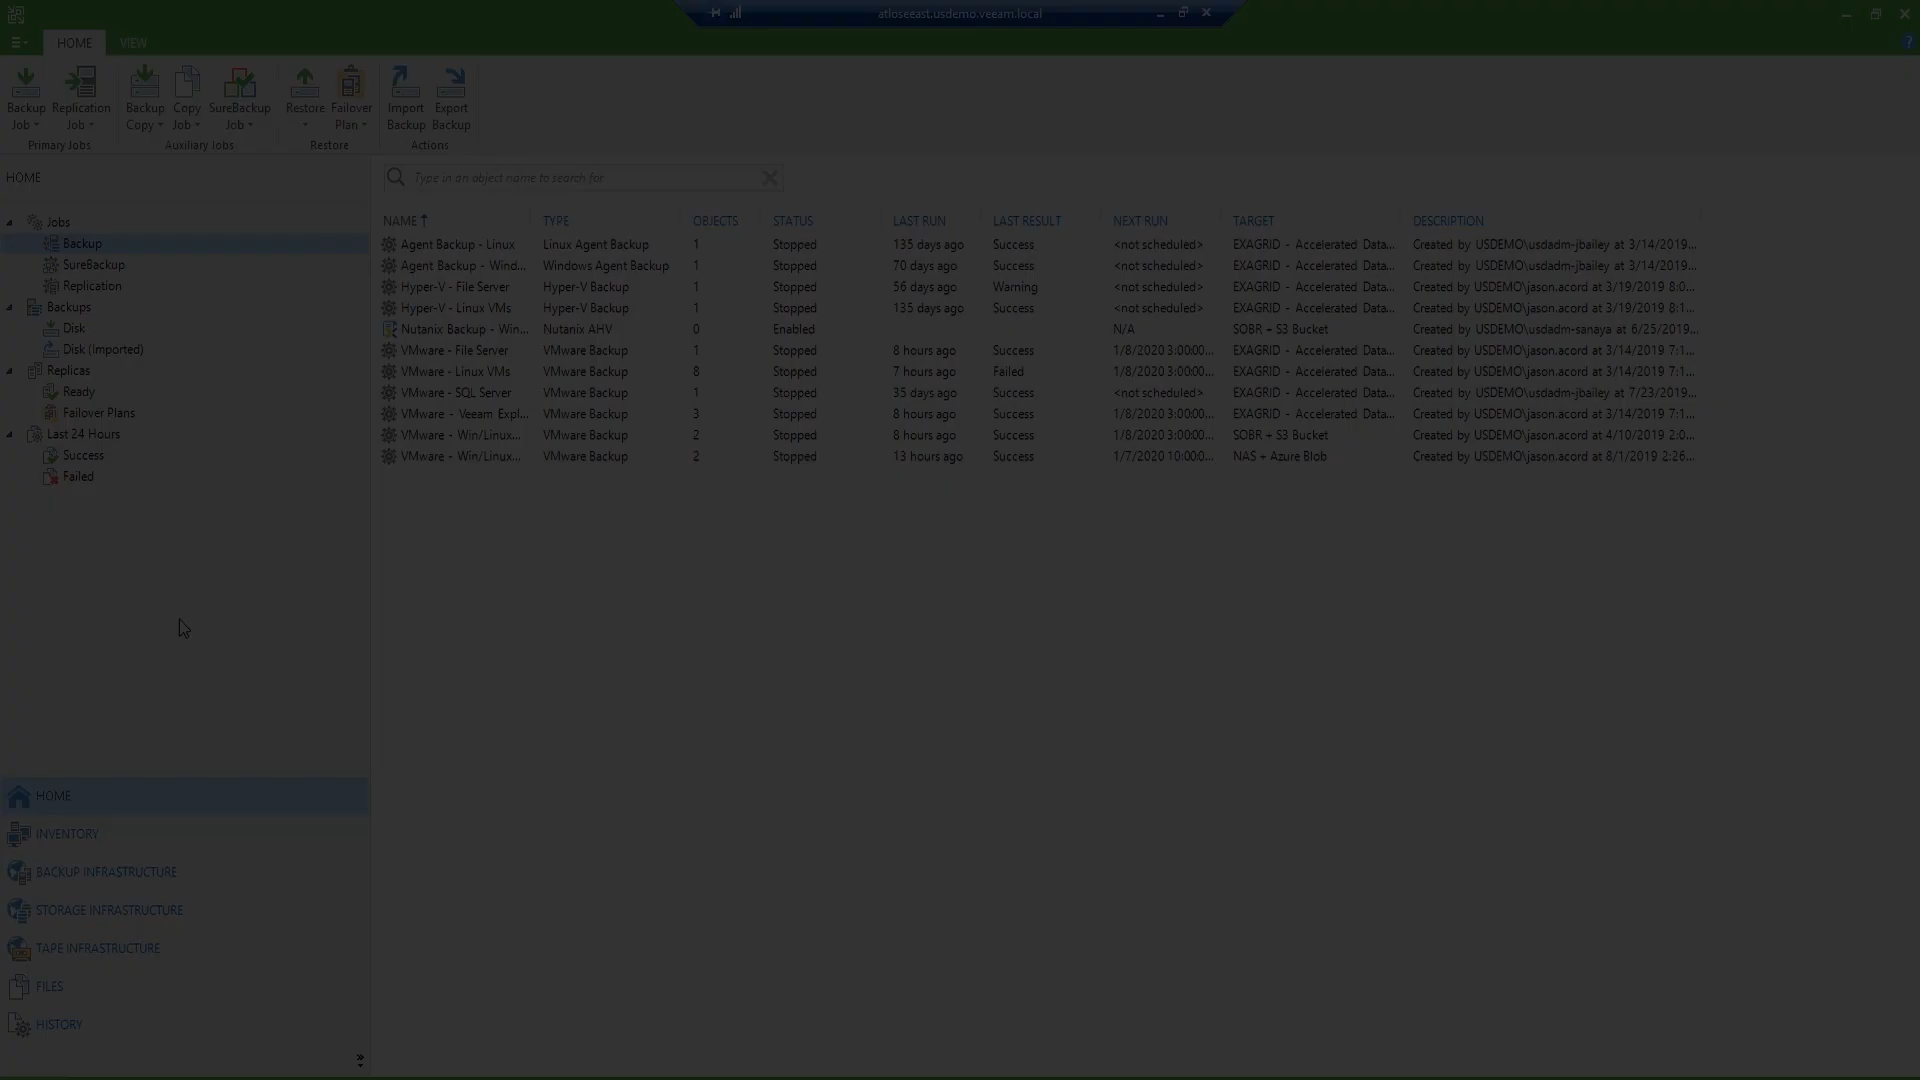 atloseeast.usdemo.veeam.local
HOME VIEW
Backup Job
Replication Job
Backup Copy
Copy Job
SureBackup Job
Restore
Failover Plan
Import Backup
Export Backup
Primary Jobs
Auxiliary Jobs
Restore
Actions
HOME
Type in an object name to search for
Jobs
Backup
SureBackup
Replication
Backups
Disk
Disk (Imported)
Replicas
Ready
Failover Plans
Last 24 Hours
Success
Failed
NAME TYPE OBJECTS STATUS LAST RUN LAST RESULT NEXT RUN TARGET DESCRIPTION
Agent Backup - Linux Linux Agent Backup 1 Stopped 135 days ago Success <not scheduled> EXAGRID - Accelerated Data... Created by USDEMO\usdadm-jbailey at 3/14/2019...
Agent Backup - Wind... Windows Agent Backup 1 Stopped 70 days ago Success <not scheduled> EXAGRID - Accelerated Data... Created by USDEMO\usdadm-jbailey at 3/14/2019...
Hyper-V - File Server Hyper-V Backup 1 Stopped 56 days ago Warning <not scheduled> EXAGRID - Accelerated Data... Created by USDEMO\jason.acord at 3/19/2019 8:0...
Hyper-V - Linux VMs Hyper-V Backup 1 Stopped 135 days ago Success <not scheduled> EXAGRID - Accelerated Data... Created by USDEMO\jason.acord at 3/19/2019 8:1...
Nutanix Backup - Win... Nutanix AHV 0 Enabled N/A SOBR + S3 Bucket Created by USDEMO\usdadm-sanaya at 6/25/2019...
VMware - File Server VMware Backup 1 Stopped 8 hours ago Success 1/8/2020 3:00:00... EXAGRID - Accelerated Data... Created by USDEMO\jason.acord at 3/14/2019 7:1...
VMware - Linux VMs VMware Backup 8 Stopped 7 hours ago Failed 1/8/2020 3:00:00... EXAGRID - Accelerated Data... Created by USDEMO\jason.acord at 3/14/2019 7:1...
VMware - SQL Server VMware Backup 1 Stopped 35 days ago Success <not scheduled> EXAGRID - Accelerated Data... Created by USDEMO\usdadm-jbailey at 7/23/2019...
VMware - Veeam Expl... VMware Backup 3 Stopped 8 hours ago Success 1/8/2020 3:00:00... EXAGRID - Accelerated Data... Created by USDEMO\jason.acord at 3/14/2019 7:1...
VMware - Win/Linux... VMware Backup 2 Stopped 8 hours ago Success 1/8/2020 3:00:00... SOBR + S3 Bucket Created by USDEMO\jason.acord at 4/10/2019 2:0...
VMware - Win/Linux... VMware Backup 2 Stopped 13 hours ago Success 1/7/2020 10:00:0... NAS + Azure Blob Created by USDEMO\jason.acord at 8/1/2019 2:26...
HOME
INVENTORY
BACKUP INFRASTRUCTURE
STORAGE INFRASTRUCTURE
TAPE INFRASTRUCTURE
FILES
HISTORY